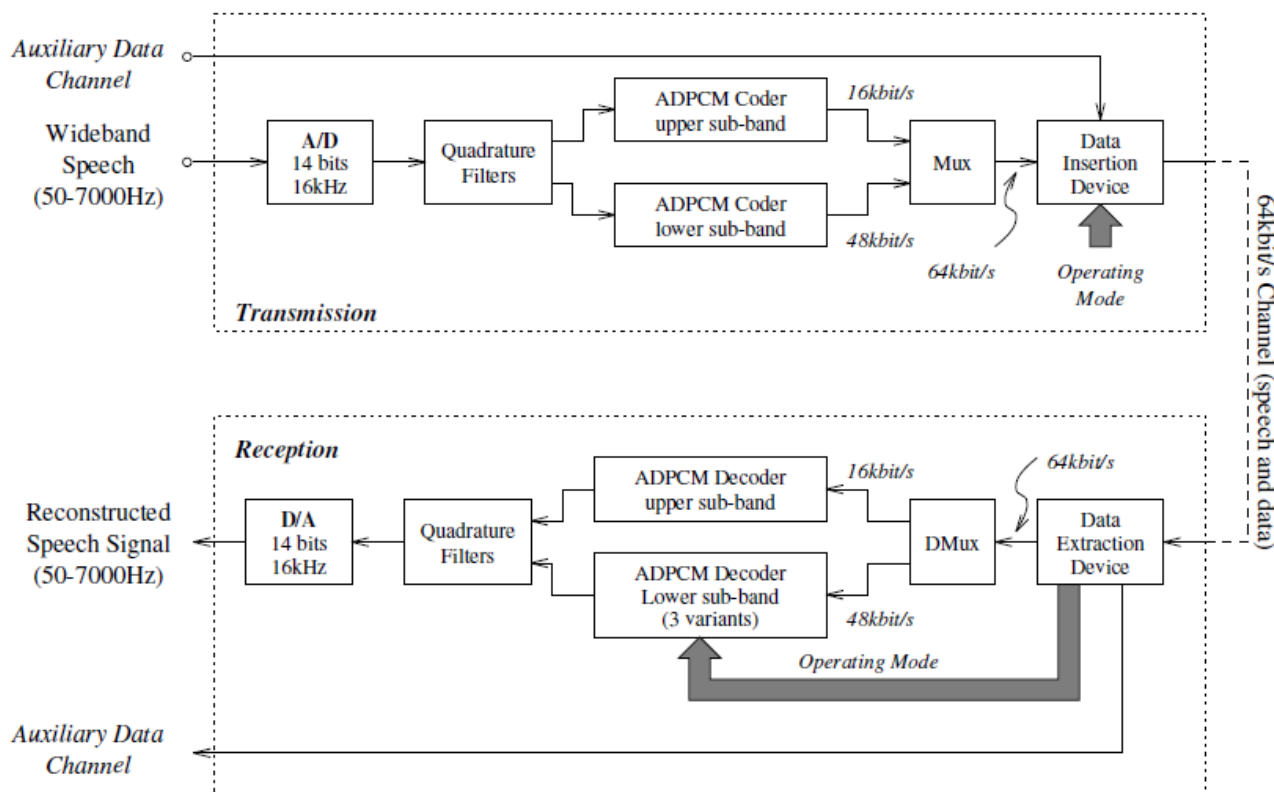 Auxiliary Data
Channel
Wideband
Speech
(50-7000Hz)
A/D
14 bits
16kHz
Quadrature
Filters
ADPCM Coder
upper sub-band
ADPCM Coder
lower sub-band
16kbit/s
48kbit/s
Mux
64kbit/s
Data
Insertion
Device
Operating
Mode
Transmission
64kbit/s Channel (speech and data)
Reception
Reconstructed
Speech Signal
(50-7000Hz)
D/A
14 bits
16kHz
Quadrature
Filters
ADPCM Decoder
upper sub-band
ADPCM Decoder
Lower sub-band
(3 variants)
16kbit/s
48kbit/s
DMux
64kbit/s
Data
Extraction
Device
Operating Mode
Auxiliary Data
Channel